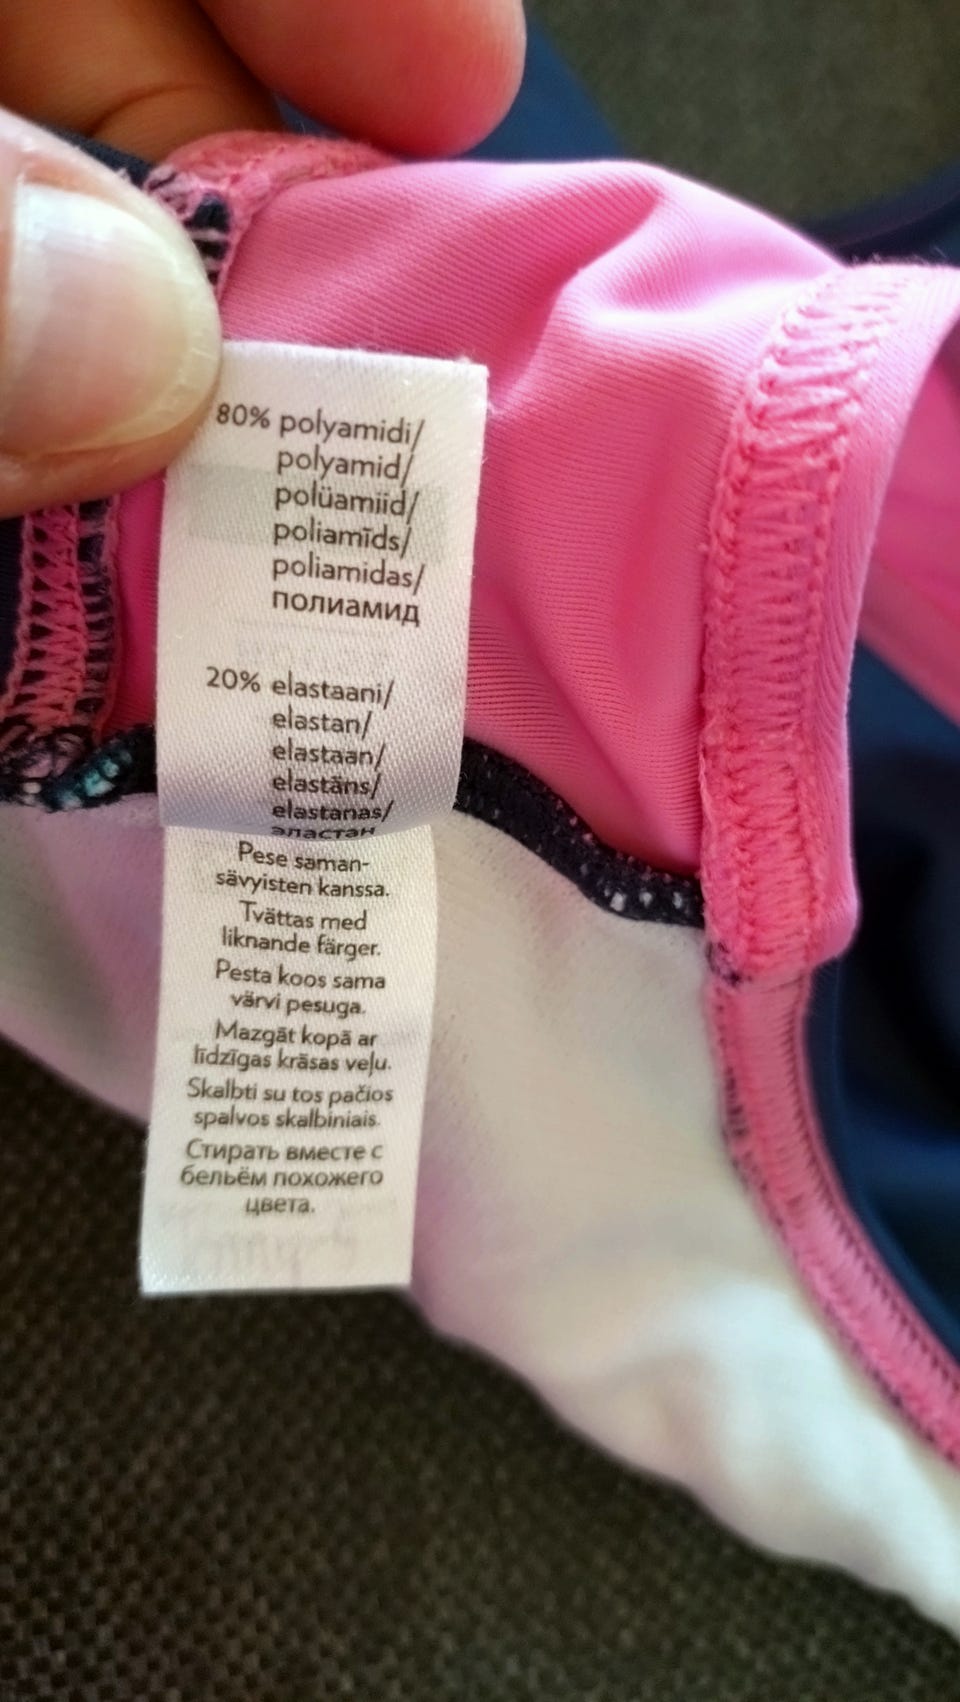 80% polyamidi/
polyamid/
polüamiid/
poliamīds/
poliamidas/
полиамид
20% elastaani/
elastan/
elastaan/
elastāns/
elastanas/
эластан
Pese saman-
sävyisten kanssa.
Tvättas med
liknande färger.
Pesta koos sama
värvi pesuga.
Mazgāt kopā ar
līdzīgas krāsas veļu.
Skalbti su tos pačios
spalvos skalbiniais.
Стирать вместе с
бельём похожего
цвета.